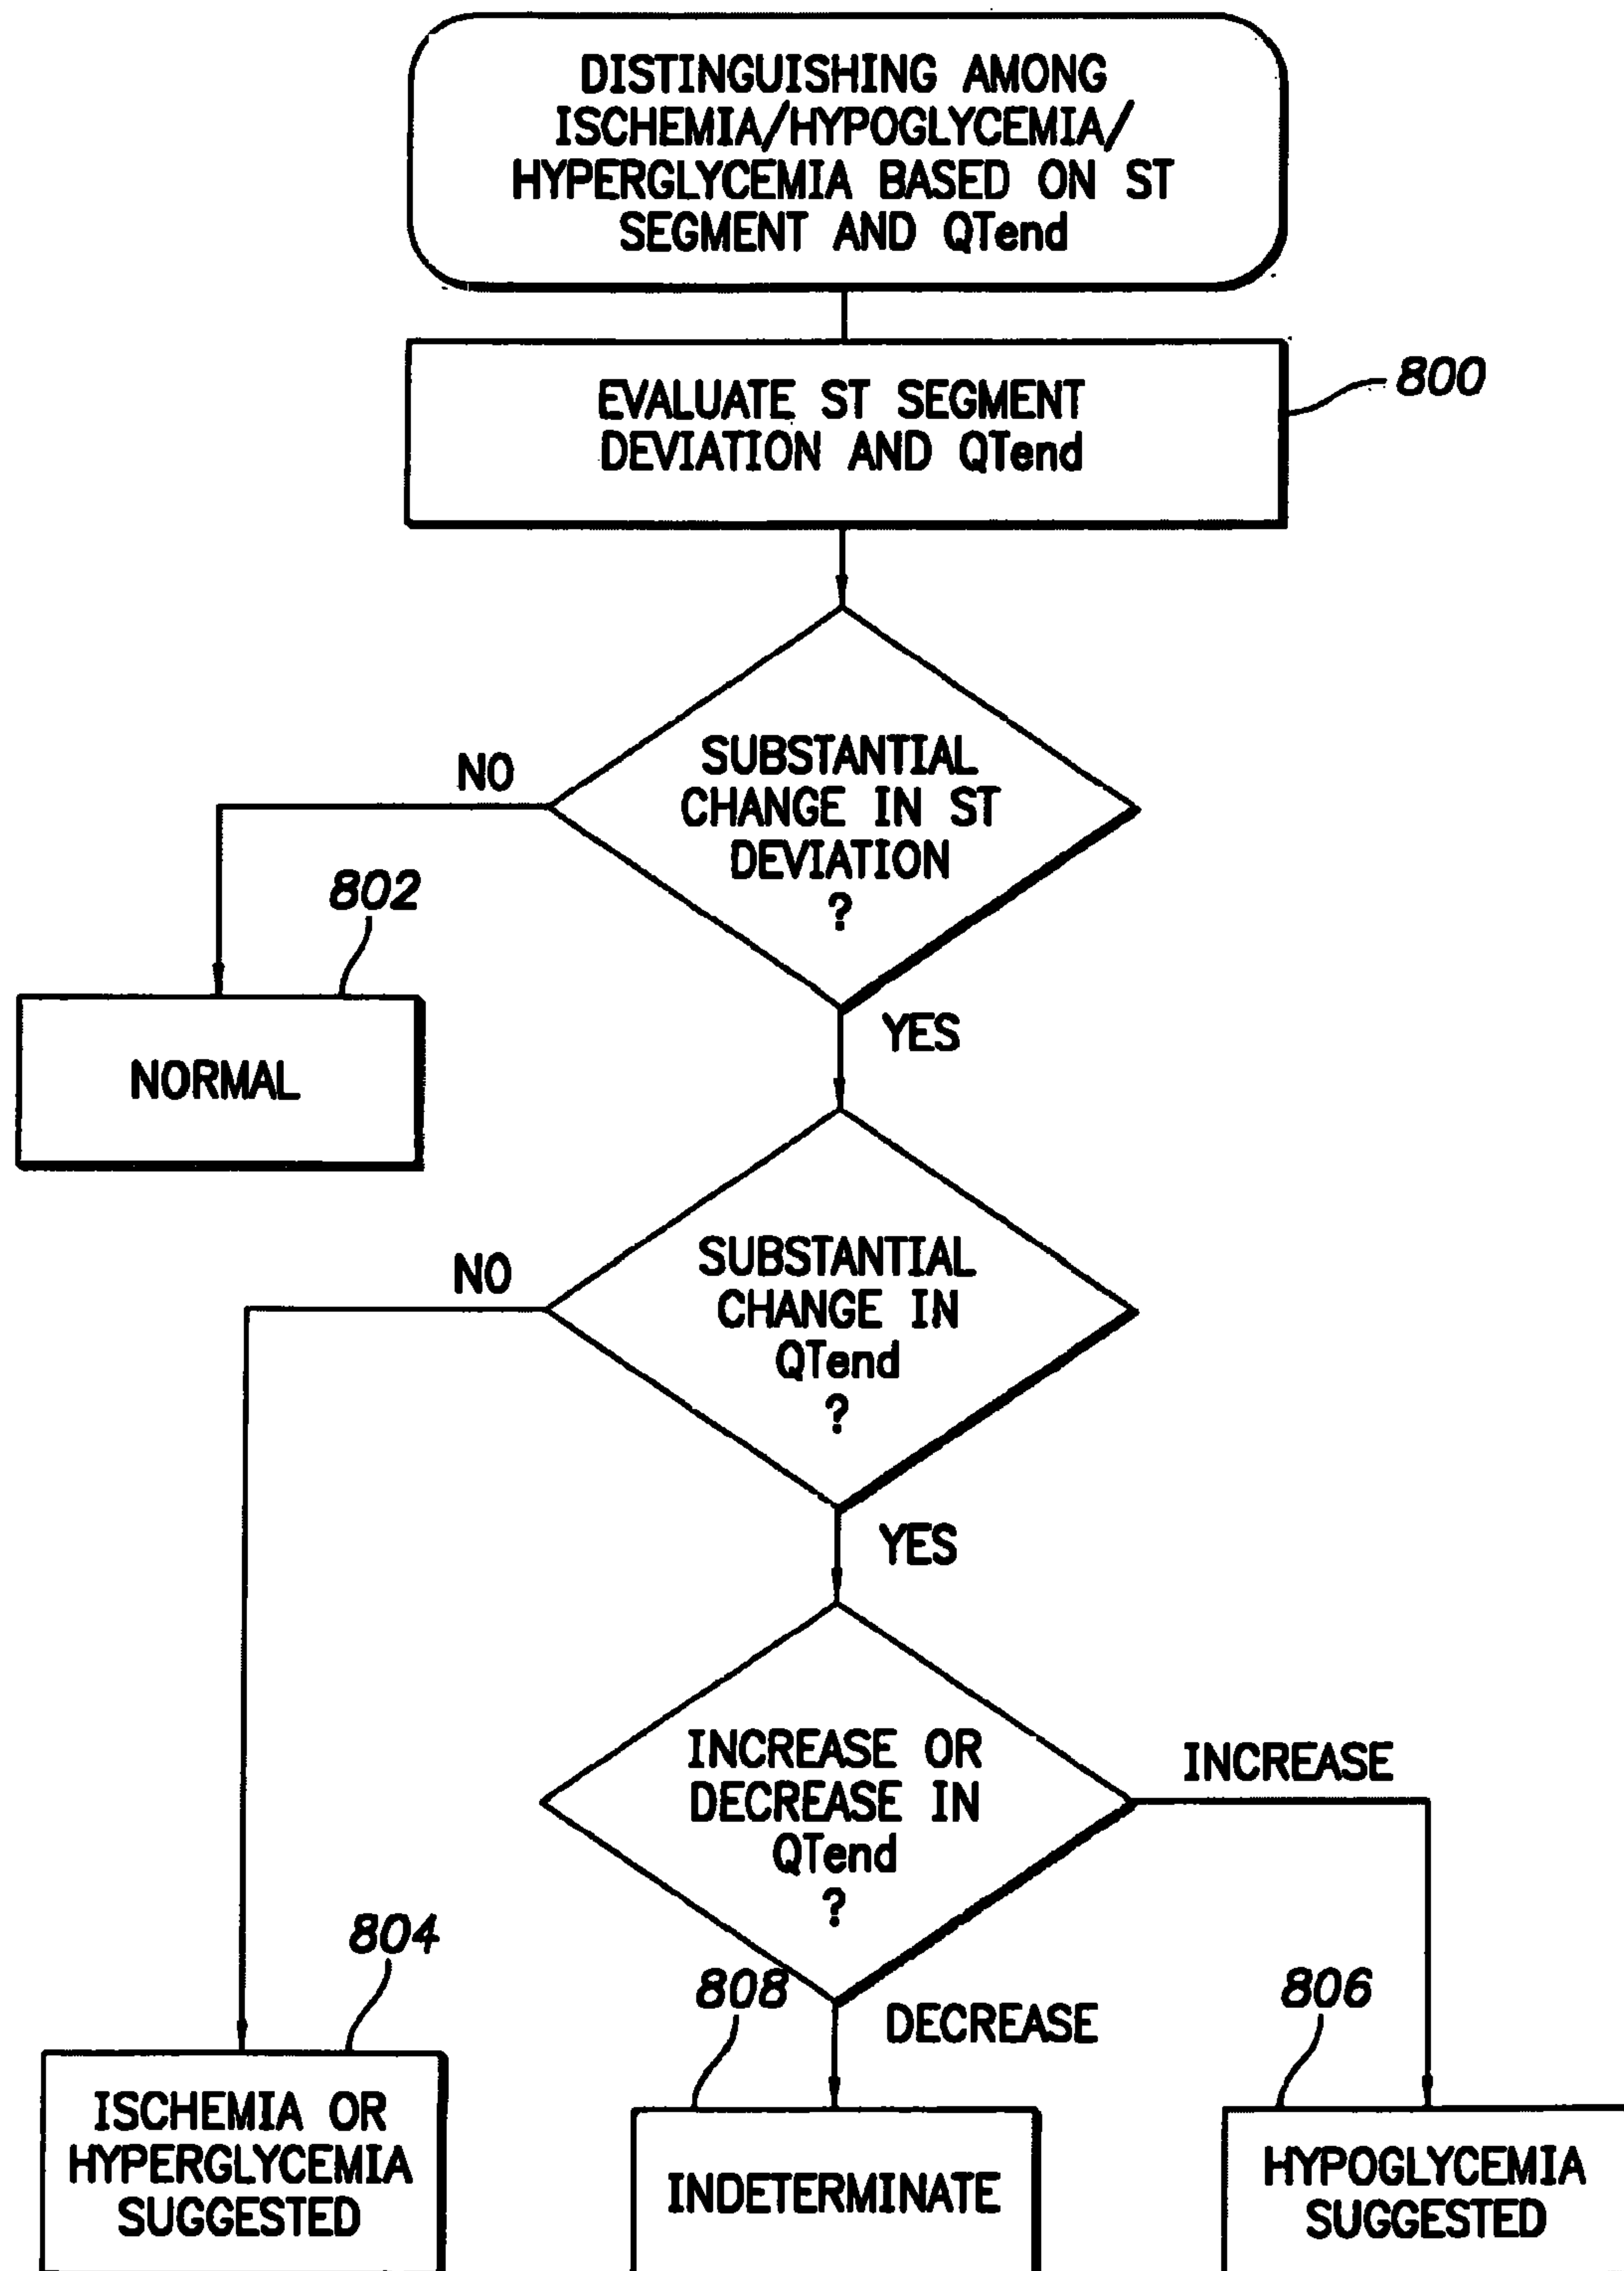 DISTINGUISHING AMONG
ISCHEMIA/HYPOGLYCEMIA/
HYPERGLYCEMIA BASED ON ST
SEGMENT AND QTend
EVALUATE ST SEGMENT
DEVIATION AND QTend
800
SUBSTANTIAL
CHANGE IN ST
DEVIATION
?
NO
802
NORMAL
YES
SUBSTANTIAL
CHANGE IN
QTend
?
NO
YES
INCREASE OR
DECREASE IN
QTend
?
INCREASE
DECREASE
804
ISCHEMIA OR
HYPERGLYCEMIA
SUGGESTED
808
INDETERMINATE
806
HYPOGLYCEMIA
SUGGESTED